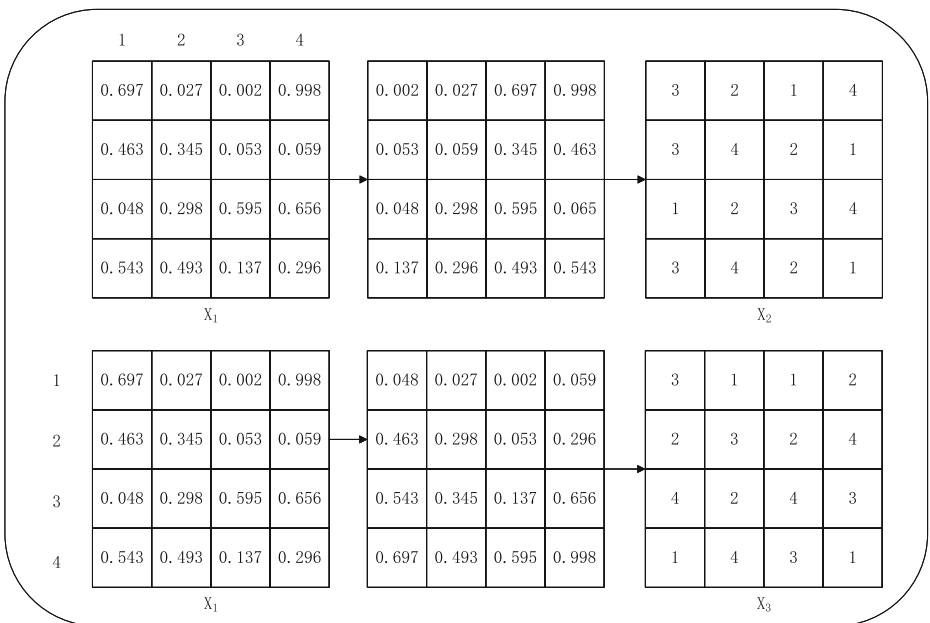 1 2 3 4
0.697 0.027 0.002 0.998 0.002 0.027 0.697 0.998 3 2 1 4
0.463 0.345 0.053 0.059 0.053 0.059 0.345 0.463 3 4 2 1
0.048 0.298 0.595 0.656 0.048 0.298 0.595 0.065 1 2 3 4
0.543 0.493 0.137 0.296 0.137 0.296 0.493 0.543 3 4 2 1
X₁ X₂
1 0.697 0.027 0.002 0.998 0.048 0.027 0.002 0.059 3 1 1 2
2 0.463 0.345 0.053 0.059 0.463 0.298 0.053 0.296 2 3 2 4
3 0.048 0.298 0.595 0.656 0.543 0.345 0.137 0.656 4 2 4 3
4 0.543 0.493 0.137 0.296 0.697 0.493 0.595 0.998 1 4 3 1
X₁ X₃